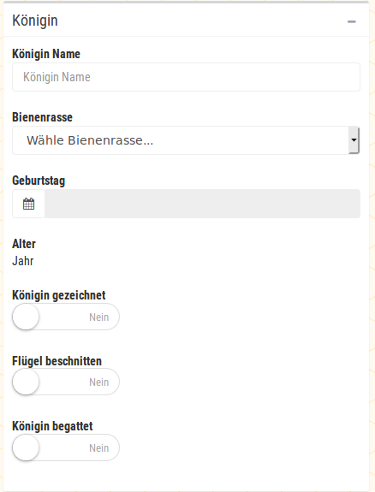 Königin
Königin Name
Königin Name
Bienenrasse
Wähle Bienenrasse...
Geburtstag
Alter
Jahr
Königin gezeichnet
Nein
Flügel beschnitten
Nein
Königin begattet
Nein